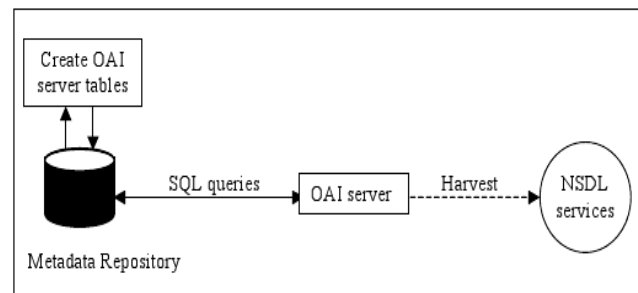 Create OAI
server tables
SQL queries
OAI server
Harvest
NSDL
services
Metadata Repository